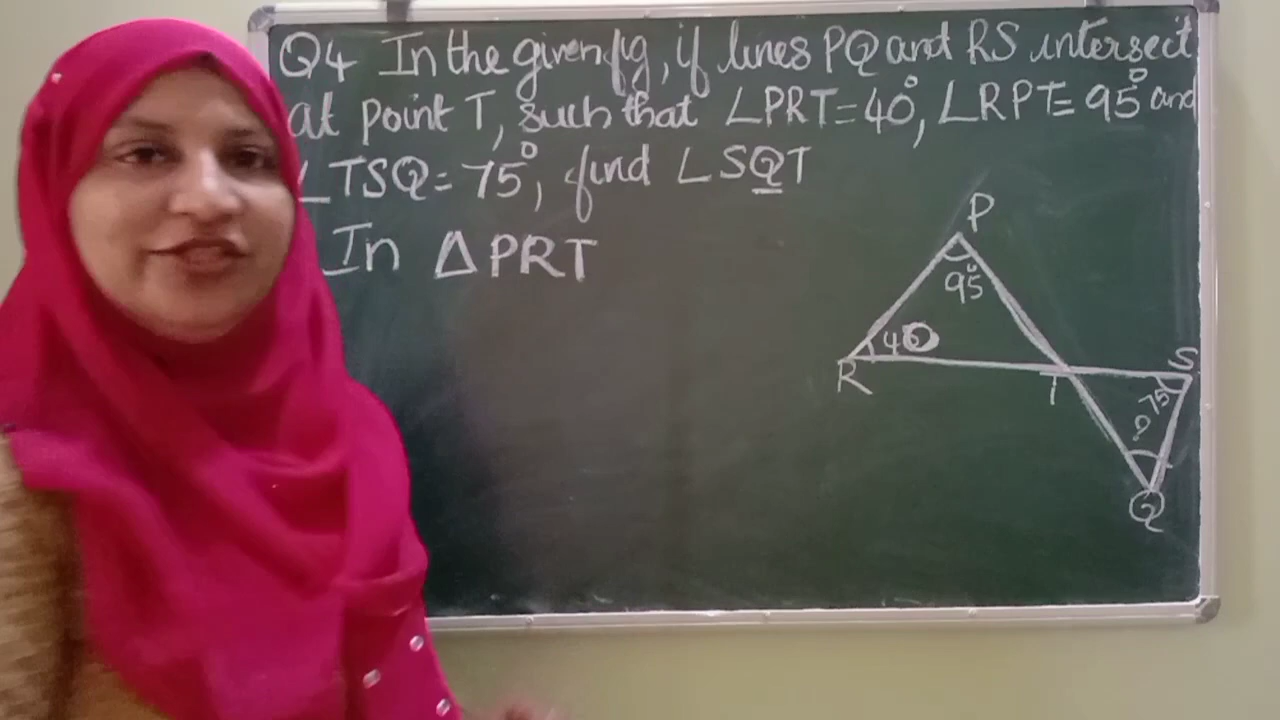 Q4 In the given fig, if lines PQ and RS intersect
at point T, such that ∠PRT = 40°, ∠RPT = 95° and
∠TSQ = 75°, find ∠SQT
In △PRT
P
95°
40
R
T
S
75
?
Q